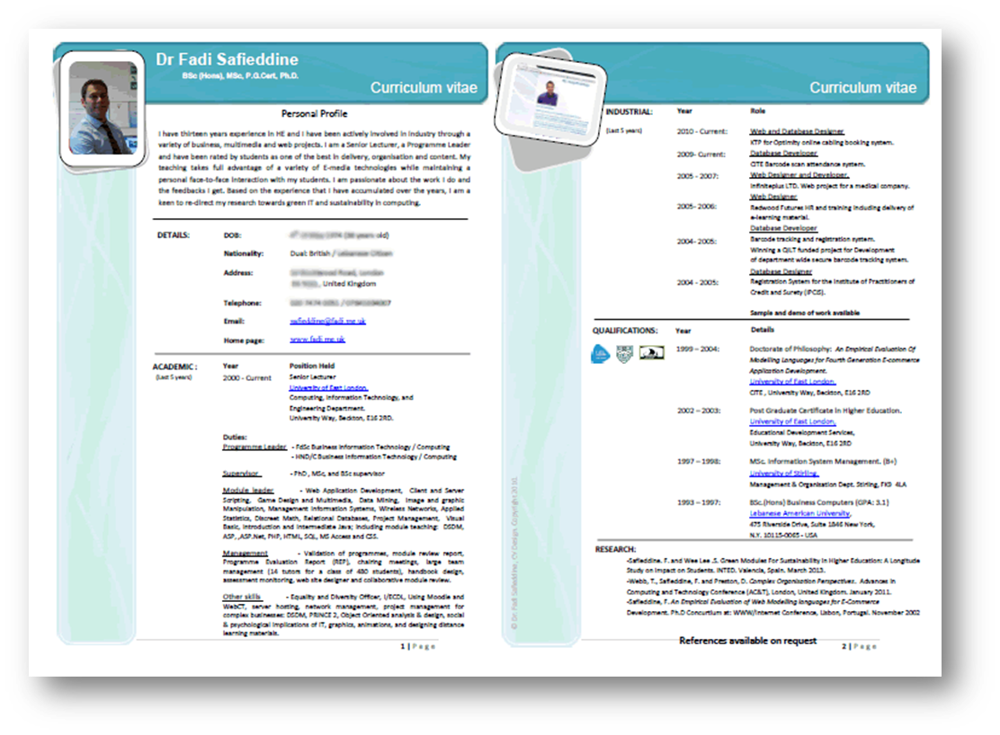 Dr Fadi Safieddine
BSc (Hons), MSc, P.G.Cert, Ph.D.
Curriculum vitae
Personal Profile
I have thirteen years experience in HE and I have been actively involved in industry through a
variety of business, multimedia and web projects. I am a Senior Lecturer, a Programme Leader
and have been rated by students as one of the best in delivery, organisation and content. My
teaching takes full advantage of a variety of E-media technologies while maintaining a
personal face-to-face interaction with my students. I am passionate about the work I do and
the feedbacks I get. Based on the experience that I have accumulated over the years, I am a
keen to re-direct my research towards green IT and sustainability in computing.
DETAILS:
DOB:
Nationality: Dual: British /
Address:
, United Kingdom
Telephone:
Email: safieddine@fadi.me.uk
Home page: www.fadi.me.uk
ACADEMIC :
(Last 5 years)
Year Position Held
2000 - Current Senior Lecturer
University of East London,
Computing, Information Technology, and
Engineering Department.
University Way, Beckton, E16 2RD.
Duties:
Programme Leader - FdSc Business Information Technology / Computing
- HND/C Business Information Technology / Computing
Supervisor - PhD , MSc, and BSc supervisor
Module leader - Web Application Development, Client and Server
Scripting, Game Design and Multimedia, Data Mining, Image and graphic
Manipulation, Management Information Systems, Wireless Networks, Applied
Statistics, Discreet Math, Relational Databases, Project Management, Visual
Basic, Introduction and Intermediate Java; including module teaching: DSDM,
ASP, .ASP.Net, PHP, HTML, SQL, MS Access and CSS.
Management - Validation of programmes, module review report,
Programme Evaluation Report (REP), chairing meetings, large team
management (14 tutors for a class of 480 students), handbook design,
assessment monitoring, web site designer and collaborative module review.
Other skills - Equality and Diversity Officer, I/ECDL, Using Moodle and
WebCT, server hosting, network management, project management for
complex businesses: DSDM, PRINCE 2, Object Oriented analysis & design, social
& psychological implications of IT, graphics, animations, and designing distance
learning materials.
1 | Page
Curriculum vitae
INDUSTRIAL: Year Role
(Last 5 years)
2010 - Current: Web and Database Designer
KTP for Optimity online cabling booking system.
2009- Current: Database Developer
CITE Barcode scan attendance system.
2005 - 2007: Web Designer and Developer.
Infiniteplus LTD. Web project for a medical company.
Web Designer
2005- 2006: Redwood Futures HR and training including delivery of
e-learning material.
Database Developer
2004- 2005: Barcode tracking and registration system.
Winning a QILT funded project for Development
of department wide secure barcode tracking system.
Database Designer
2004 - 2005: Registration System for the Institute of Practitioners of
Credit and Surety (IPCIS).
Sample and demo of work available
QUALIFICATIONS: Year Details
1999 – 2004: Doctorate of Philosophy: An Empirical Evaluation Of
Modelling Languages for Fourth Generation E-commerce
Application Development.
University of East London,
CITE , University Way, Beckton, E16 2RD
2002 – 2003: Post Graduate Certificate in Higher Education.
University of East London,
Educational Development Services,
University Way, Beckton, E16 2RD
1997 – 1998: MSc. Information System Management. (B+)
University of Stirling,
Management & Organisation Dept. Stirling, FK9 4LA
1993 – 1997: BSc.(Hons) Business Computers (GPA: 3.1)
Lebanese American University,
475 Riverside Drive, Suite 1846 New York,
N.Y. 10115-0065 - USA
RESEARCH:
-Safieddine. F. and Wee Lee .S. Green Modules For Sustainability in Higher Education: A Longitude
Study on Impact on Students. INTED. Valencia, Spain. March 2013.
-Webb, T., Safieddine, F. and Preston, D. Complex Organisation Perspectives. Advances in
Computing and Technology Conference (AC&T), London, United Kingdom. January 2011.
-Safieddine, F. An Empirical Evaluation of Web Modelling languages for E-Commerce
Development. Ph.D Concurtium at: WWW/Internet Conference, Lisbon, Portugal. November 2002
References available on request
2 | Page
© Dr. Fadi Safieddine, CV Design Copyright 2010.